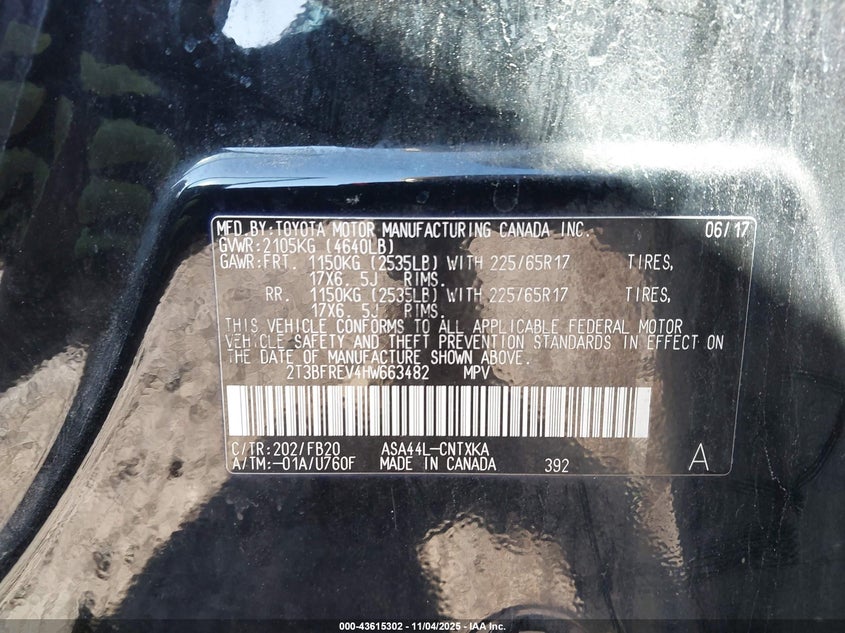 MFD.BY:TOYOTA MOTOR MANUFACTURING CANADA INC. 06/17
GVWR:2105KG (4640LB)
GAWR:FRT. 1150KG (2535LB) WITH 225/65R17 TIRES,
17X6.5J RIMS.
RR. 1150KG (2535LB) WITH 225/65R17 TIRES,
17X6.5J RIMS.
THIS VEHICLE CONFORMS TO ALL APPLICABLE FEDERAL MOTOR
VEHICLE SAFETY AND THEFT PREVENTION STANDARDS IN EFFECT ON
THE DATE OF MANUFACTURE SHOWN ABOVE.
2T3BFREV4HW663482 MPV
C/TR:202/FB20 ASA44L-CNTXKA
A/TM:-01A/U760F MADE IN CANADA 392 A
000-43615302 - 11/04/2025 - IAA Inc.